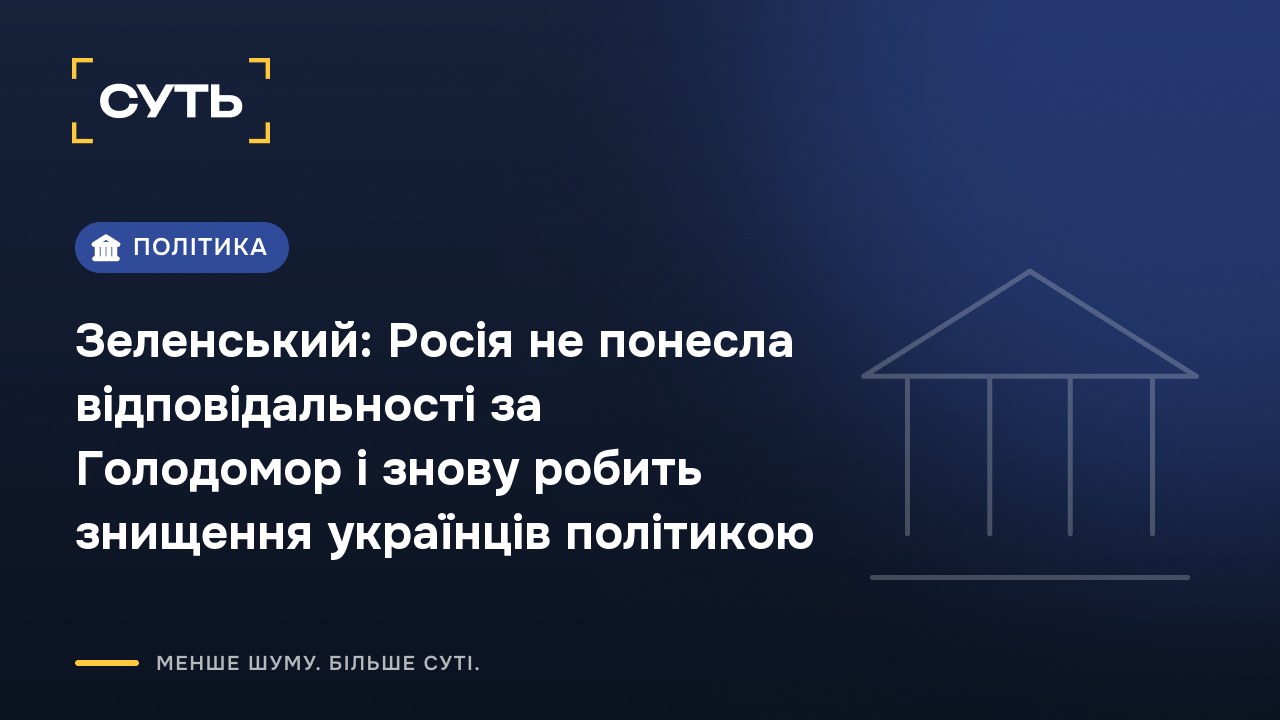 СУТЬ
ПОЛІТИКА
Зеленський: Росія не понесла
відповідальності за
Голодомор і знову робить
знищення українців політикою
МЕНШЕ ШУМУ. БІЛЬШЕ СУТІ.